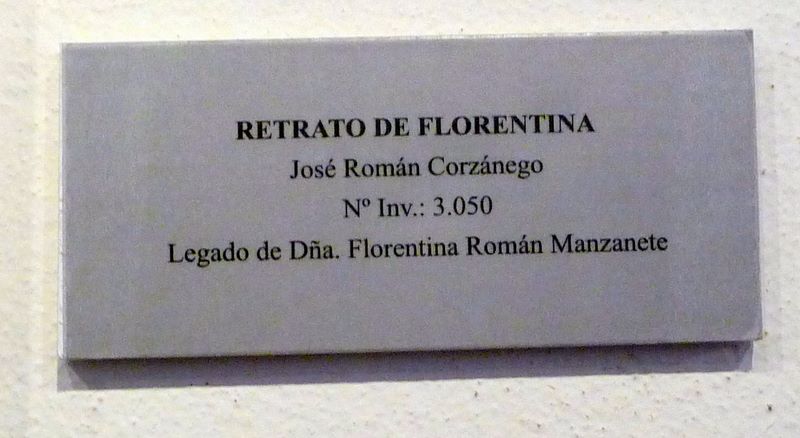 RETRATO DE FLORENTINA
José Román Corzánego
Nº Inv.: 3.050
Legado de Dña. Florentina Román Manzanete